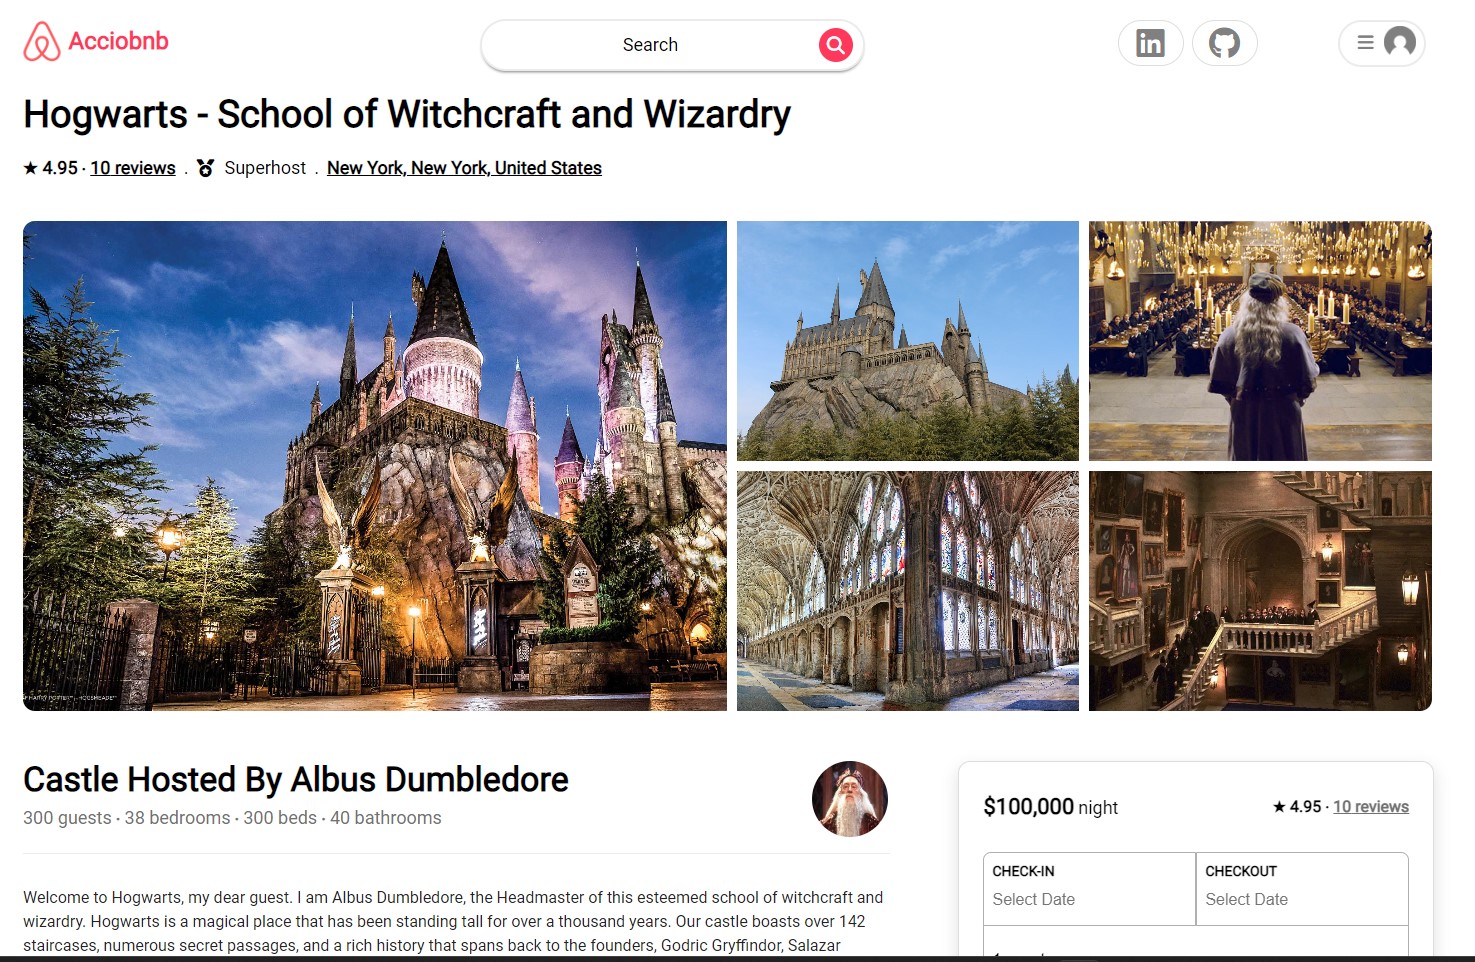 Acciobnb
Search
Hogwarts - School of Witchcraft and Wizardry
★ 4.95 · 10 reviews . Superhost . New York, New York, United States
Castle Hosted By Albus Dumbledore
300 guests · 38 bedrooms · 300 beds · 40 bathrooms
$100,000 night
★ 4.95 · 10 reviews
CHECK-IN
Select Date
CHECKOUT
Select Date
Welcome to Hogwarts, my dear guest. I am Albus Dumbledore, the Headmaster of this esteemed school of witchcraft and
wizardry. Hogwarts is a magical place that has been standing tall for over a thousand years. Our castle boasts over 142
staircases, numerous secret passages, and a rich history that spans back to the founders, Godric Gryffindor, Salazar